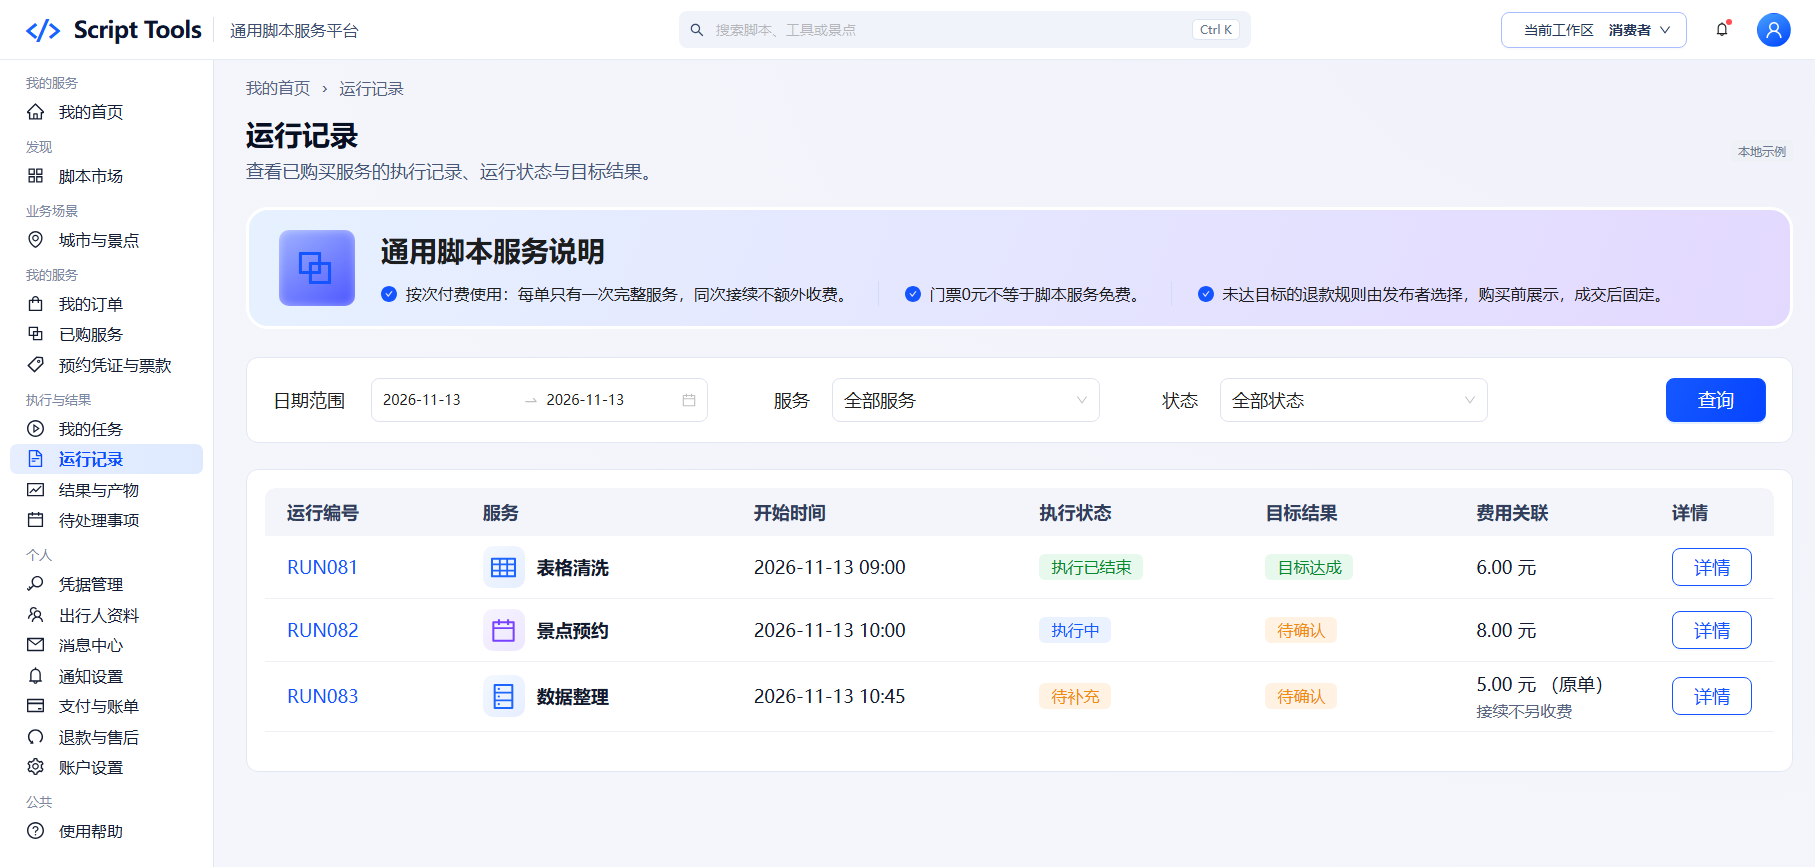 Script Tools 通用脚本服务平台 搜索脚本、工具或景点 Ctrl K 当前工作区 消费者
我的服务
我的首页
发现
脚本市场
业务场景
城市与景点
我的服务
我的订单
已购服务
预约凭证与票款
执行与结果
我的任务
运行记录
结果与产物
待处理事项
个人
凭据管理
出行人资料
消息中心
通知设置
支付与账单
退款与售后
账户设置
公共
使用帮助
我的首页 › 运行记录
运行记录
查看已购买服务的执行记录、运行状态与目标结果。
本地示例
通用脚本服务说明
按次付费使用：每单只有一次完整服务，同次接续不额外收费。 门票0元不等于脚本服务免费。 未达目标的退款规则由发布者选择，购买前展示，成交后固定。
日期范围 2026-11-13 → 2026-11-13 服务 全部服务 状态 全部状态 查询
运行编号 服务 开始时间 执行状态 目标结果 费用关联 详情
RUN081 表格清洗 2026-11-13 09:00 执行已结束 目标达成 6.00 元 详情
RUN082 景点预约 2026-11-13 10:00 执行中 待确认 8.00 元 详情
RUN083 数据整理 2026-11-13 10:45 待补充 待确认 5.00 元 （原单） 详情
接续不另收费